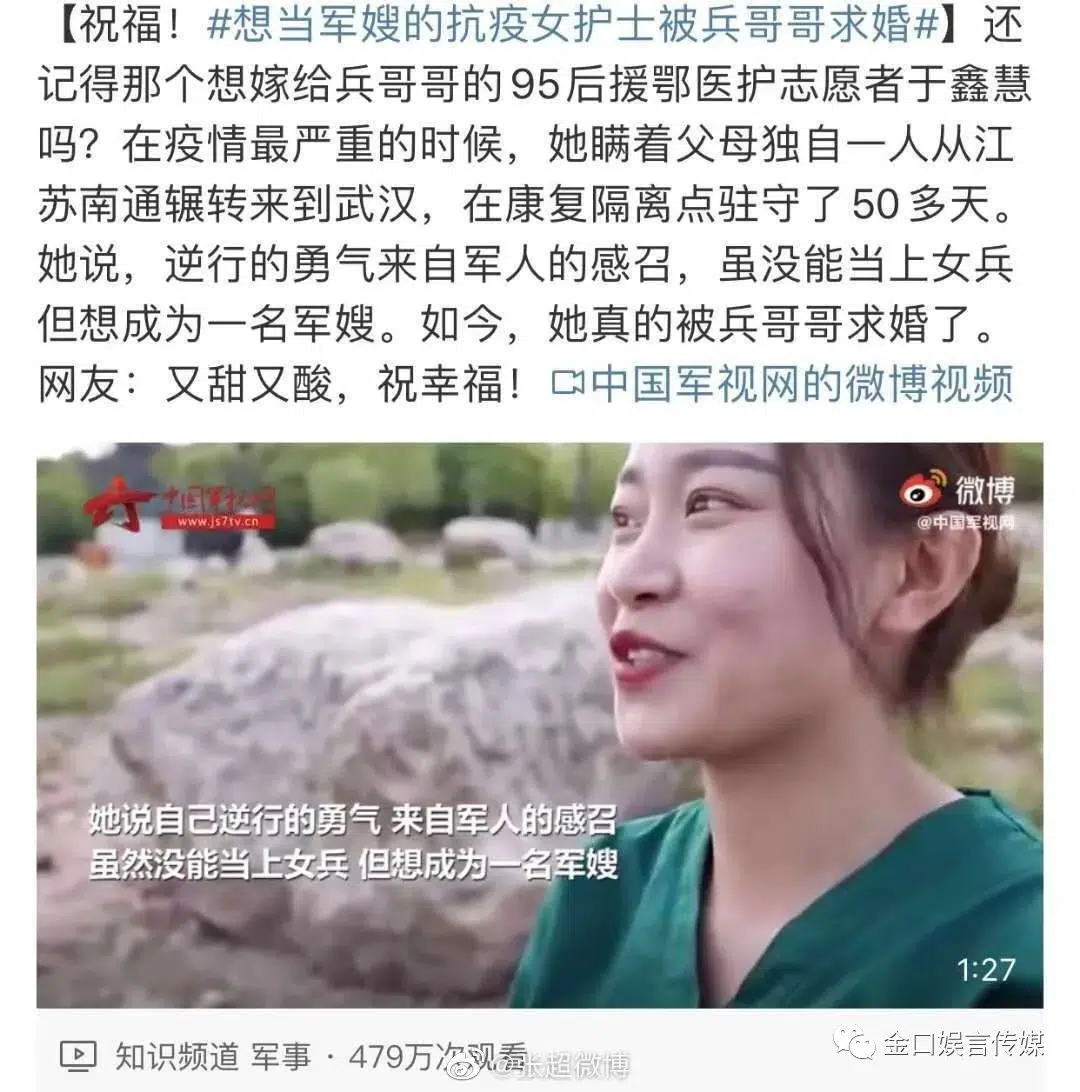 【祝福！#想当军嫂的抗疫女护士被兵哥哥求婚#】还
记得那个想嫁给兵哥哥的95后援鄂医护志愿者于鑫慧
吗？在疫情最严重的时候，她瞒着父母独自一人从江
苏南通辗转来到武汉，在康复隔离点驻守了50多天。
她说，逆行的勇气来自军人的感召，虽没能当上女兵
但想成为一名军嫂。如今，她真的被兵哥哥求婚了。
网友：又甜又酸，祝幸福！中国军视网的微博视频
中国军视网
www.js7tv.cn
微博
@中国军视网
她说自己逆行的勇气 来自军人的感召
虽然没能当上女兵 但想成为一名军嫂
1:27
知识频道 军事 · 479万次观看
@张超微博
金口娱言传媒